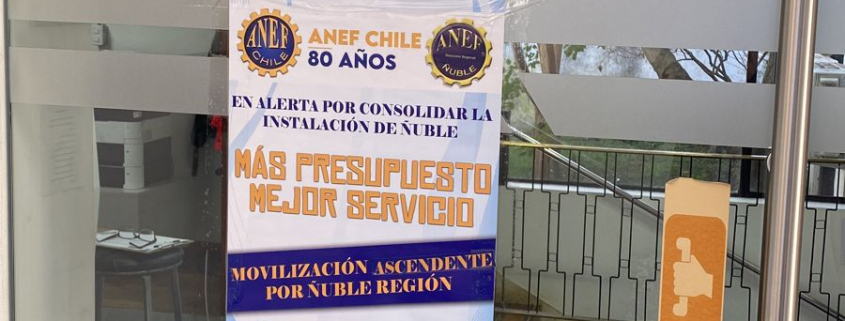 ANEF
CHILE
ANEF CHILE
80 AÑOS
ANEF
ÑUBLE
EN ALERTA POR CONSOLIDAR LA
INSTALACIÓN DE ÑUBLE
MÁS PRESUPUESTO
MEJOR SERVICIO
MOVILIZACIÓN ASCENDENTE
POR ÑUBLE REGIÓN